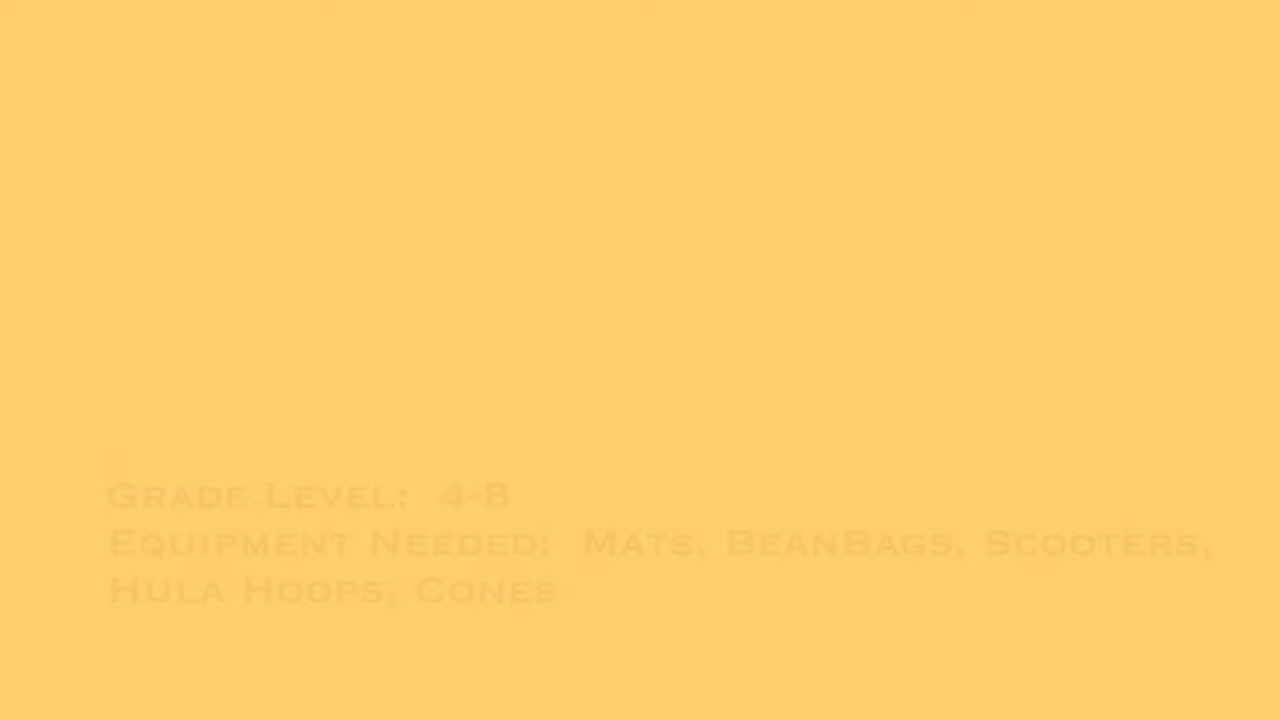 Grade Level: 4-8
Equipment Needed: Mats, BeanBags, Scooters,
Hula Hoops, Cones